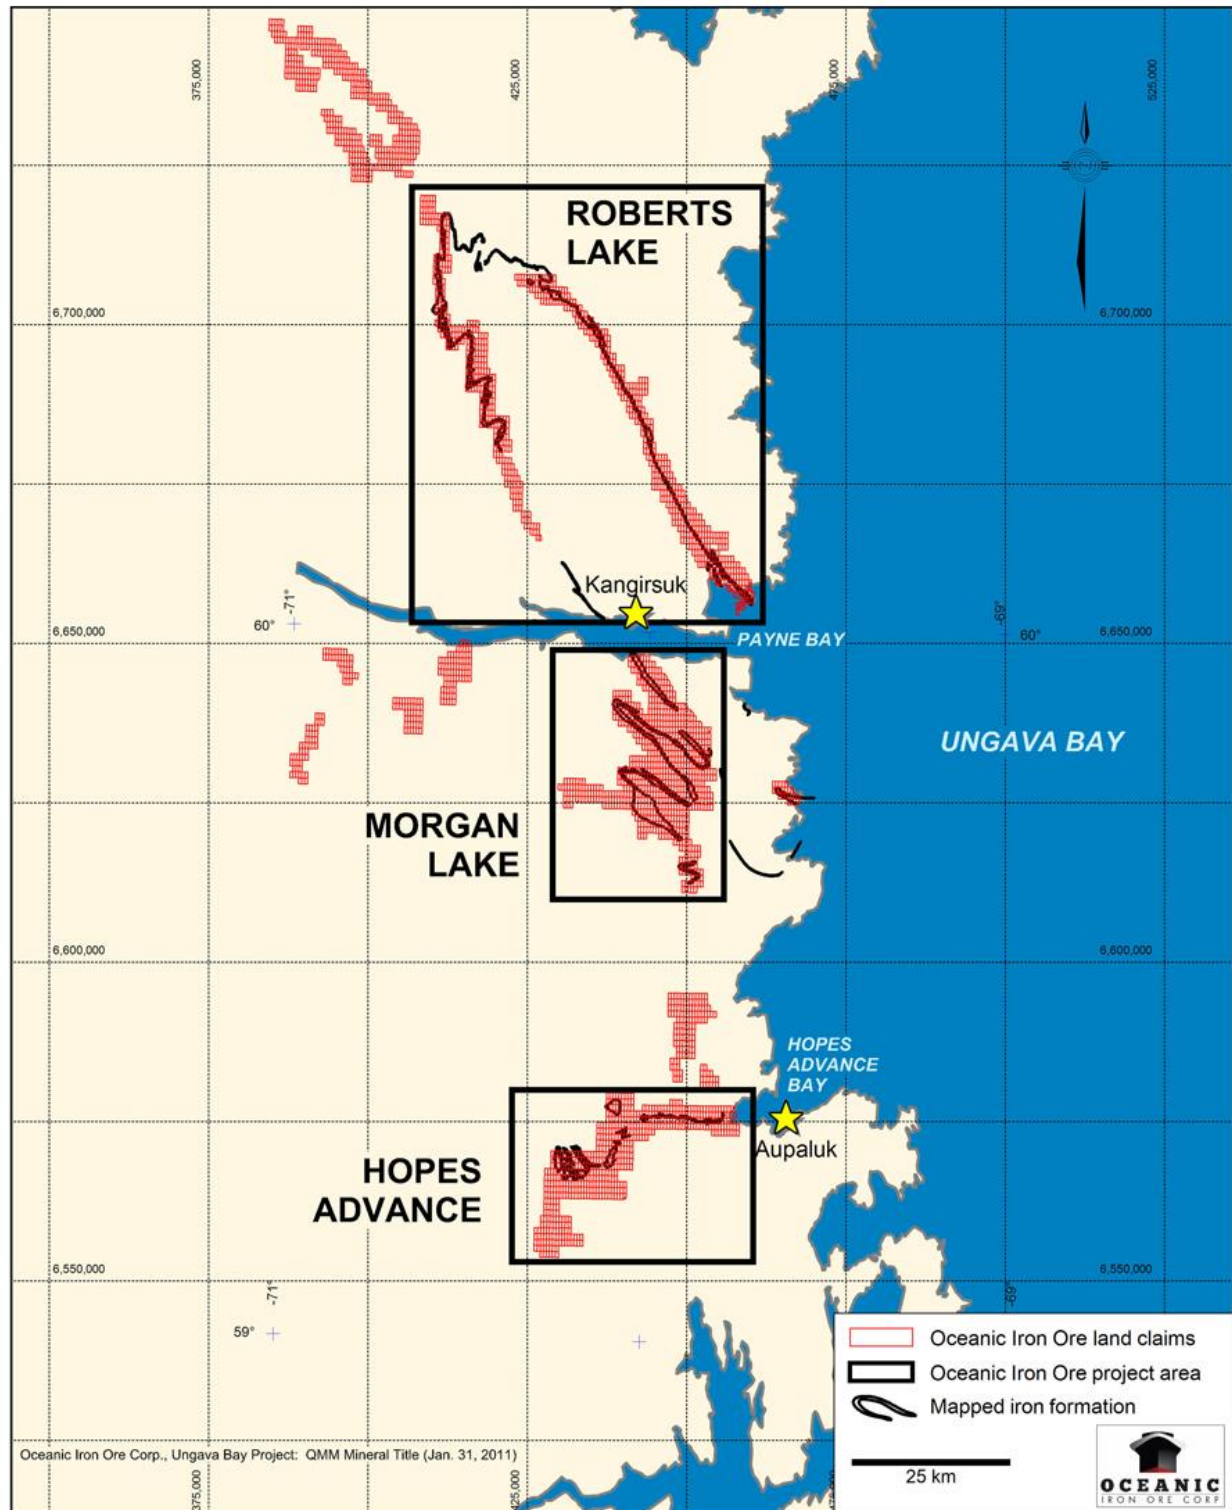 375,000
425,000
475,000
525,000
ROBERTS
LAKE
6,700,000
6,700,000
Kangirsuk
-71°
60°
-69°
60°
6,650,000
6,650,000
PAYNE BAY
UNGAVA BAY
MORGAN
LAKE
6,600,000
6,600,000
HOPES
ADVANCE
BAY
Aupaluk
HOPES
ADVANCE
6,550,000
6,550,000
-71°
-69°
59°
Oceanic Iron Ore land claims
Oceanic Iron Ore project area
Mapped iron formation
Oceanic Iron Ore Corp., Ungava Bay Project: QMM Mineral Title (Jan. 31, 2011)
25 km
375,000
425,000
OCEANIC
IRON ORE CORP